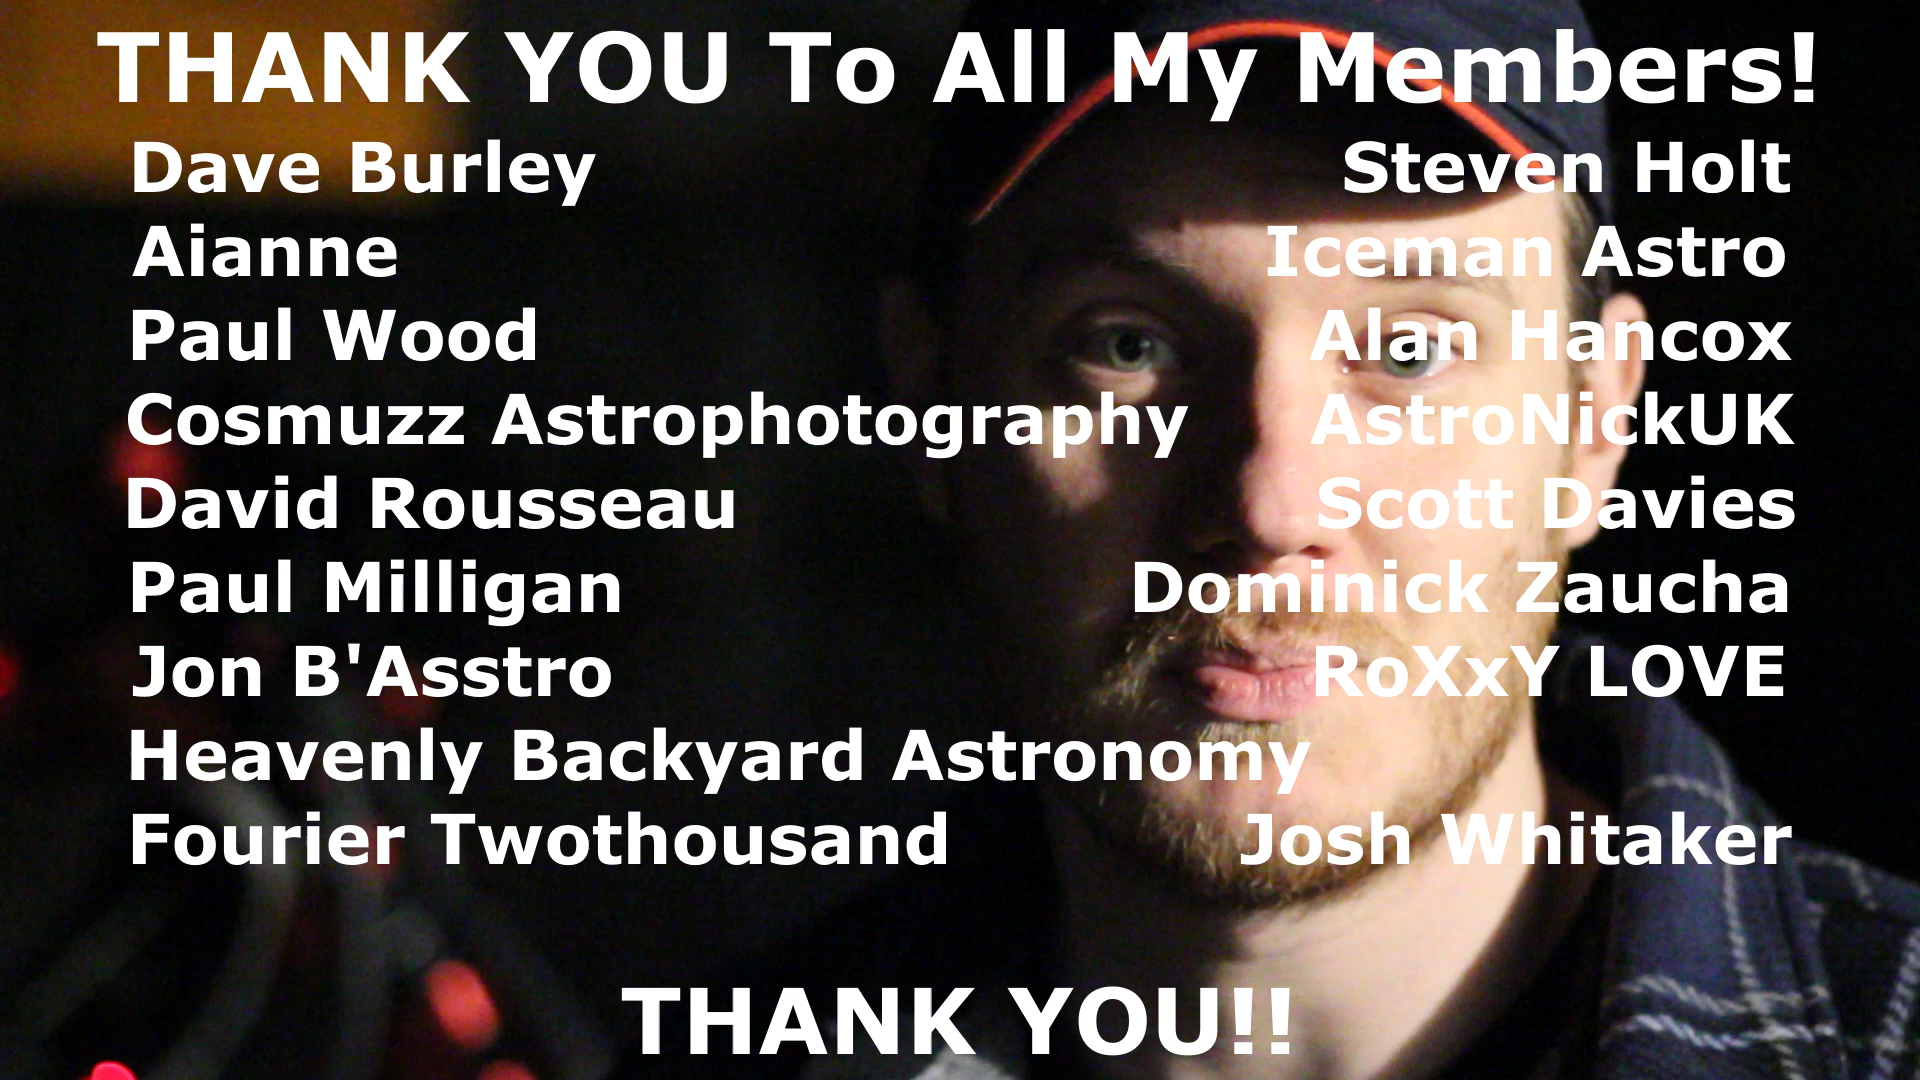 THANK YOU To All My Members!
Dave Burley Steven Holt
Aianne Iceman Astro
Paul Wood Alan Hancox
Cosmuzz Astrophotography AstroNickUK
David Rousseau Scott Davies
Paul Milligan Dominick Zaucha
Jon B'Asstro RoXxY LOVE
Heavenly Backyard Astronomy
Fourier Twothousand Josh Whitaker
THANK YOU!!